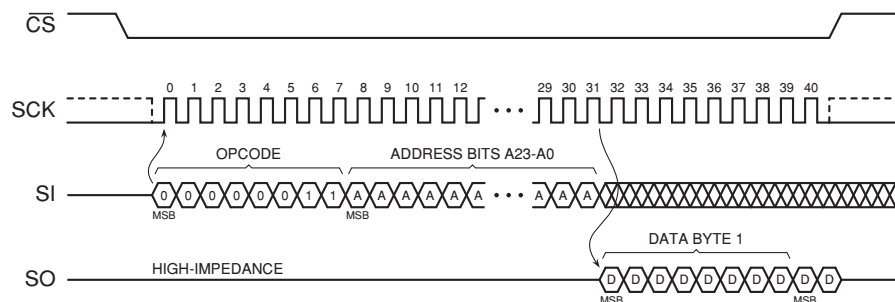 CS
SCK
0 1 2 3 4 5 6 7 8 9 10 11 12 29 30 31 32 33 34 35 36 37 38 39 40
OPCODE ADDRESS BITS A23-A0
SI 0 0 0 0 0 0 1 1 A A A A A A A A A
MSB MSB
DATA BYTE 1
SO HIGH-IMPEDANCE D D D D D D D D D D
MSB MSB